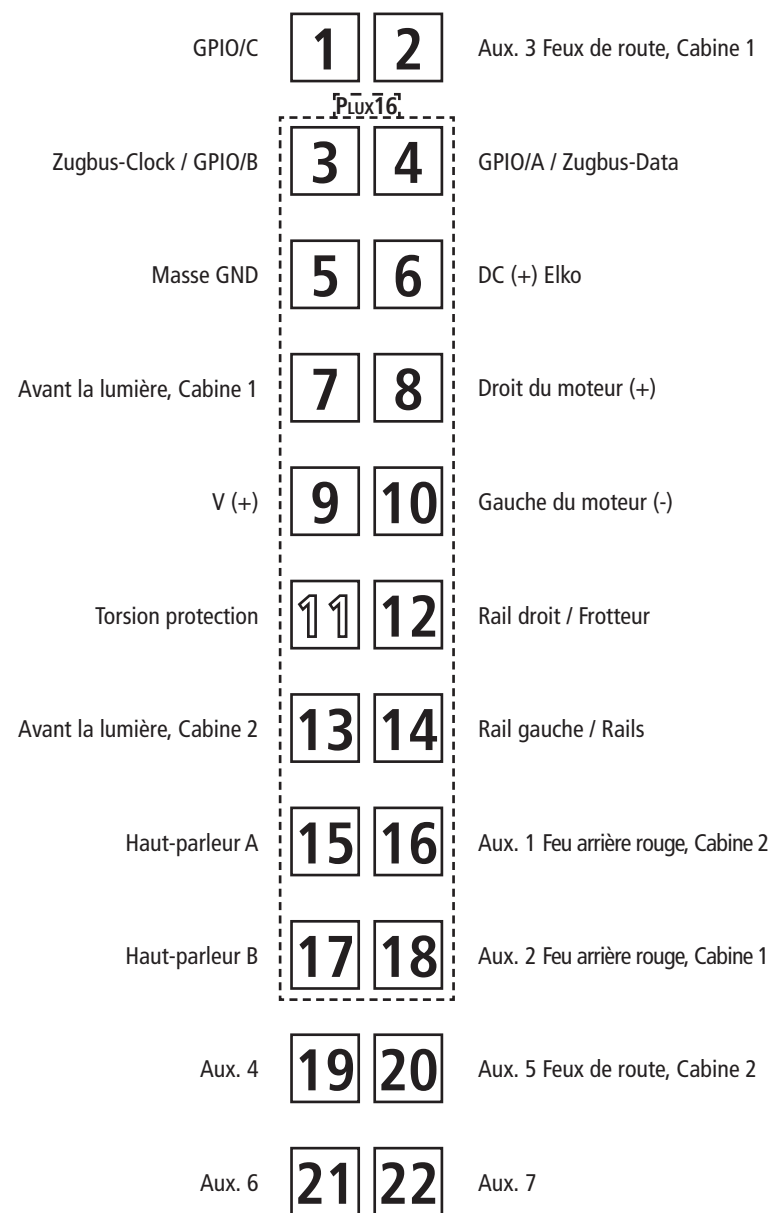 GPIO/C 1 2 Aux. 3 Feux de route, Cabine 1
PLUX16
Zugbus-Clock / GPIO/B 3 4 GPIO/A / Zugbus-Data
Masse GND 5 6 DC (+) Elko
Avant la lumière, Cabine 1 7 8 Droit du moteur (+)
V (+) 9 10 Gauche du moteur (-)
Torsion protection 11 12 Rail droit / Frotteur
Avant la lumière, Cabine 2 13 14 Rail gauche / Rails
Haut-parleur A 15 16 Aux. 1 Feu arrière rouge, Cabine 2
Haut-parleur B 17 18 Aux. 2 Feu arrière rouge, Cabine 1
Aux. 4 19 20 Aux. 5 Feux de route, Cabine 2
Aux. 6 21 22 Aux. 7